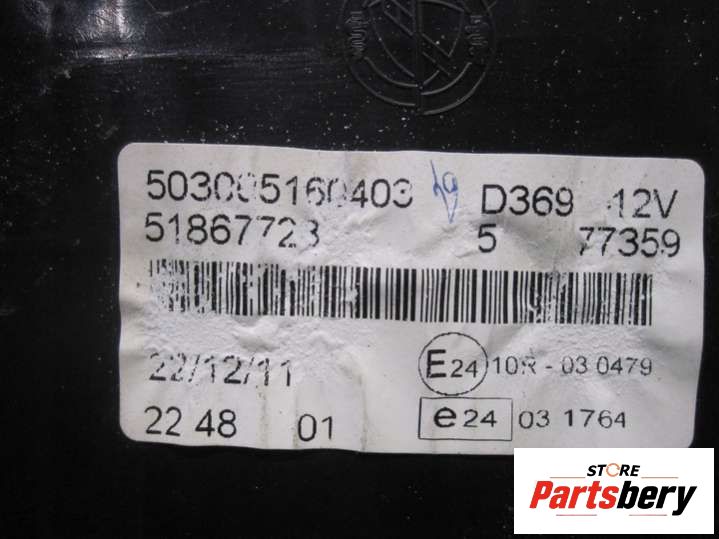 503005160403 D369 12V
51867723 5 77359
22/12/11 E24 10R - 03 0479
22 48 01 e24 03 1764
STORE
Partsbery